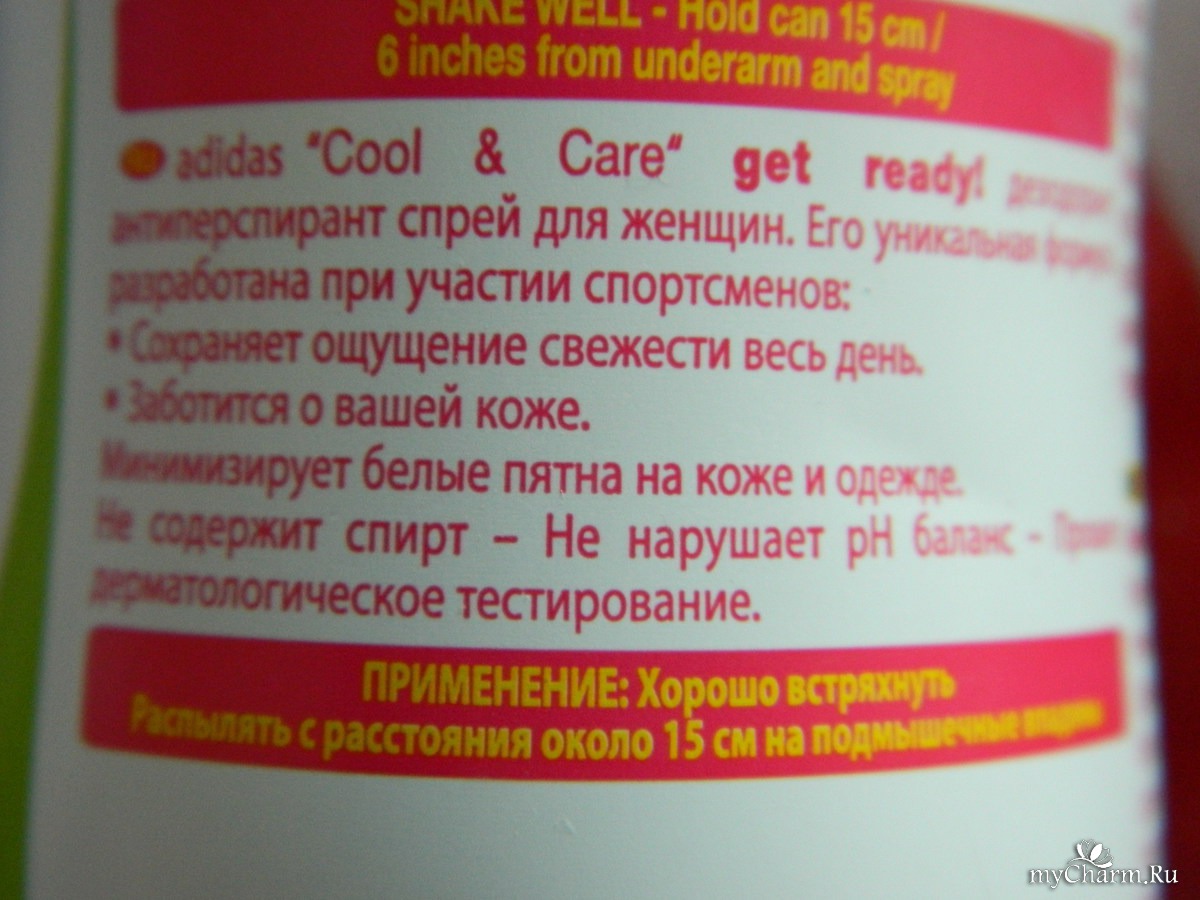 SHAKE WELL - Hold can 15 cm /
6 inches from underarm and spray
adidas "Cool & Care" get ready! дезодорант
антиперспирант спрей для женщин. Его уникальная формула
разработана при участии спортсменов:
• Сохраняет ощущение свежести весь день.
• Заботится о вашей коже.
Минимизирует белые пятна на коже и одежде.
Не содержит спирт – Не нарушает pH баланс –
дерматологическое тестирование.
ПРИМЕНЕНИЕ: Хорошо встряхнуть
Распылять с расстояния около 15 см на подмышечные впадины
myCharm.Ru